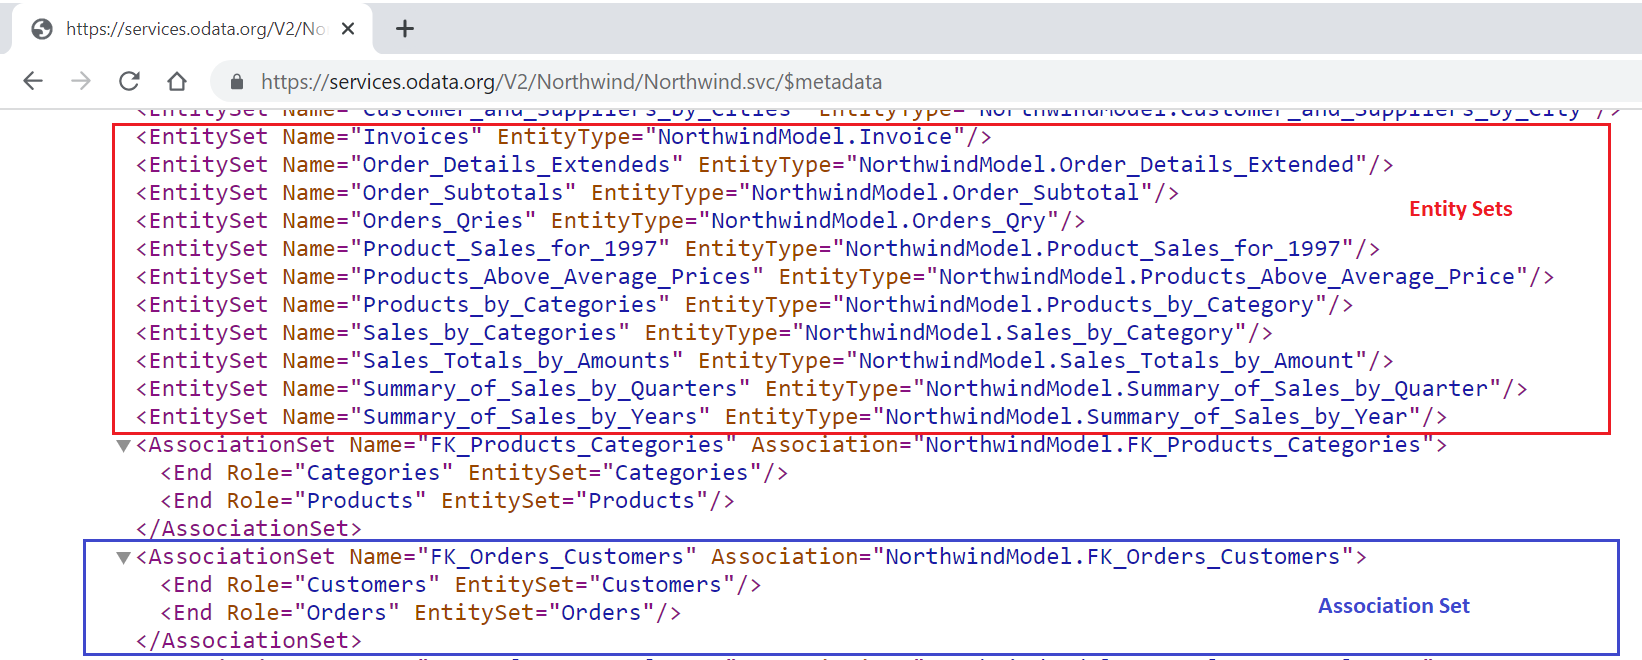 https://services.odata.org/V2/No
https://services.odata.org/V2/Northwind/Northwind.svc/$metadata
<EntitySet Name="Customer_and_Suppliers_by_Cities" EntityType="NorthwindModel.Customer_and_Suppliers_by_City"/>
<EntitySet Name="Invoices" EntityType="NorthwindModel.Invoice"/>
<EntitySet Name="Order_Details_Extendeds" EntityType="NorthwindModel.Order_Details_Extended"/>
<EntitySet Name="Order_Subtotals" EntityType="NorthwindModel.Order_Subtotal"/>
Entity Sets
<EntitySet Name="Orders_Qries" EntityType="NorthwindModel.Orders_Qry"/>
<EntitySet Name="Product_Sales_for_1997" EntityType="NorthwindModel.Product_Sales_for_1997"/>
<EntitySet Name="Products_Above_Average_Prices" EntityType="NorthwindModel.Products_Above_Average_Price"/>
<EntitySet Name="Products_by_Categories" EntityType="NorthwindModel.Products_by_Category"/>
<EntitySet Name="Sales_by_Categories" EntityType="NorthwindModel.Sales_by_Category"/>
<EntitySet Name="Sales_Totals_by_Amounts" EntityType="NorthwindModel.Sales_Totals_by_Amount"/>
<EntitySet Name="Summary_of_Sales_by_Quarters" EntityType="NorthwindModel.Summary_of_Sales_by_Quarter"/>
<EntitySet Name="Summary_of_Sales_by_Years" EntityType="NorthwindModel.Summary_of_Sales_by_Year"/>
<AssociationSet Name="FK_Products_Categories" Association="NorthwindModel.FK_Products_Categories">
<End Role="Categories" EntitySet="Categories"/>
<End Role="Products" EntitySet="Products"/>
</AssociationSet>
<AssociationSet Name="FK_Orders_Customers" Association="NorthwindModel.FK_Orders_Customers">
<End Role="Customers" EntitySet="Customers"/>
<End Role="Orders" EntitySet="Orders"/>
Association Set
</AssociationSet>